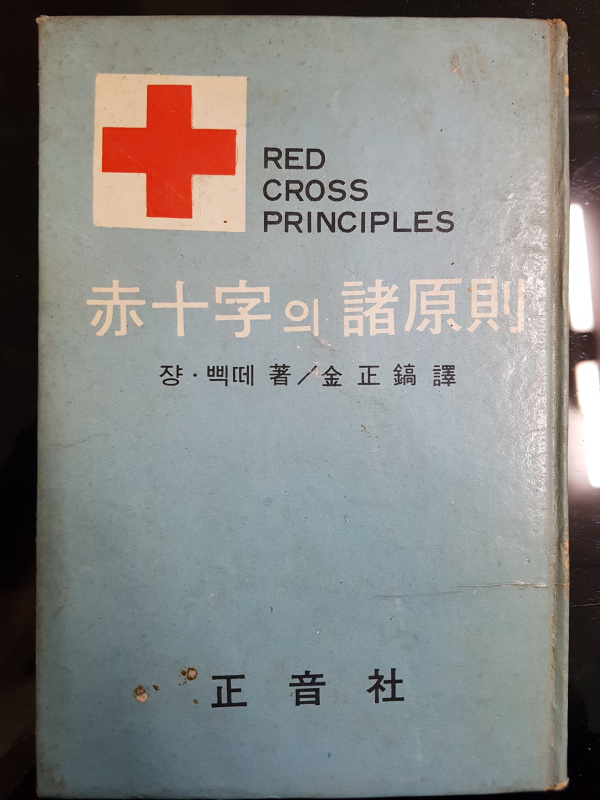 RED
CROSS
PRINCIPLES
赤十字의 諸原則
쟝·삑떼 著/金正鎬 譯
正音社